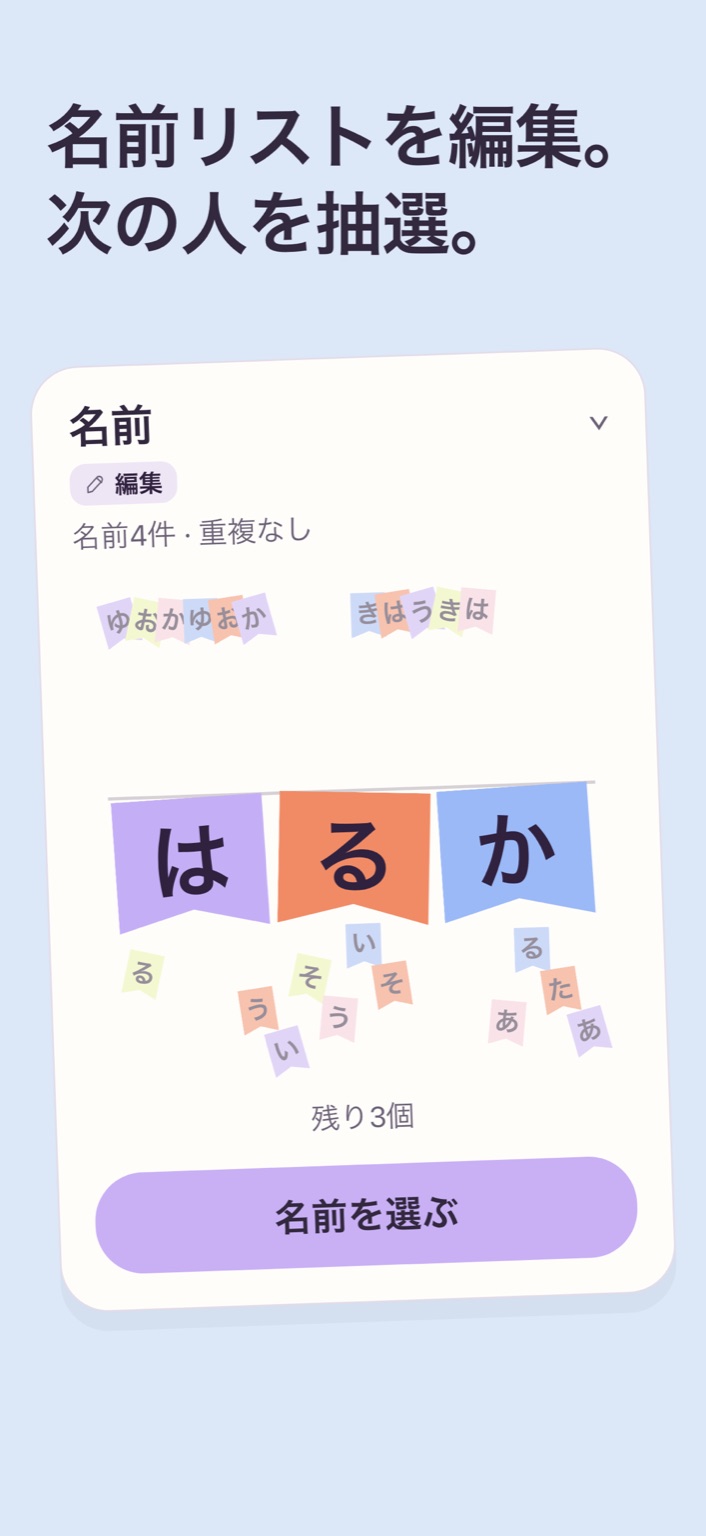 名前リストを編集。
次の人を抽選。
名前
編集
名前4件 · 重複なし
ゆおかゆおか
きはうきは
はるか
い
る
る
そ
そ
た
う
う
あ
あ
い
残り3個
名前を選ぶ